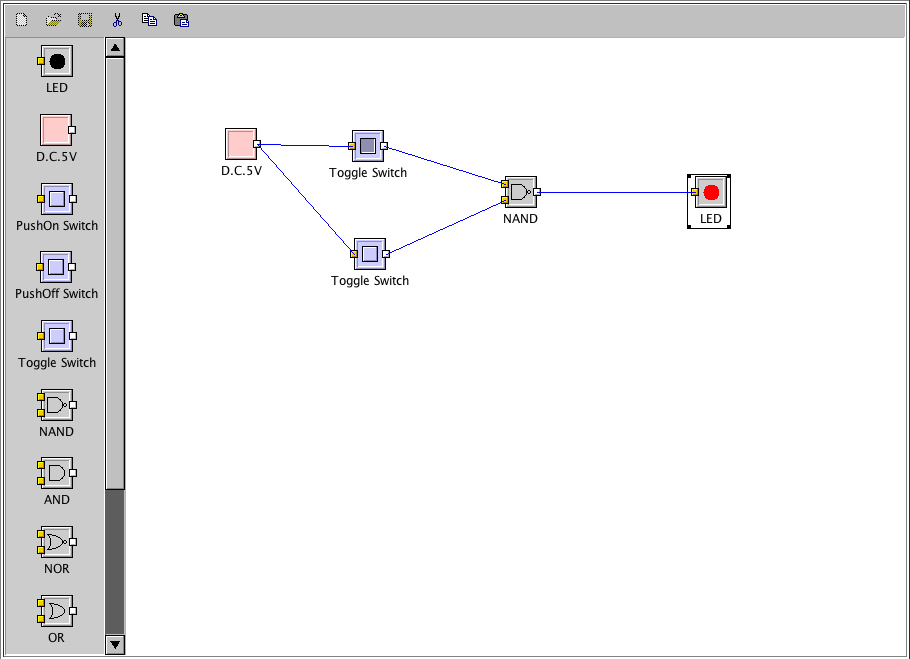 LED
D.C.5V
PushOn Switch
PushOff Switch
Toggle Switch
NAND
AND
NOR
OR
D.C.5V
Toggle Switch
Toggle Switch
NAND
LED